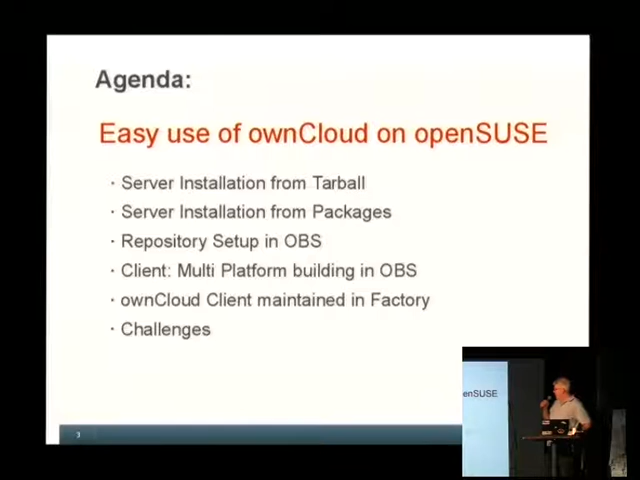 Agenda:
Easy use of ownCloud on openSUSE
· Server Installation from Tarball
· Server Installation from Packages
· Repository Setup in OBS
· Client: Multi Platform building in OBS
· ownCloud Client maintained in Factory
· Challenges
enSUSE
3